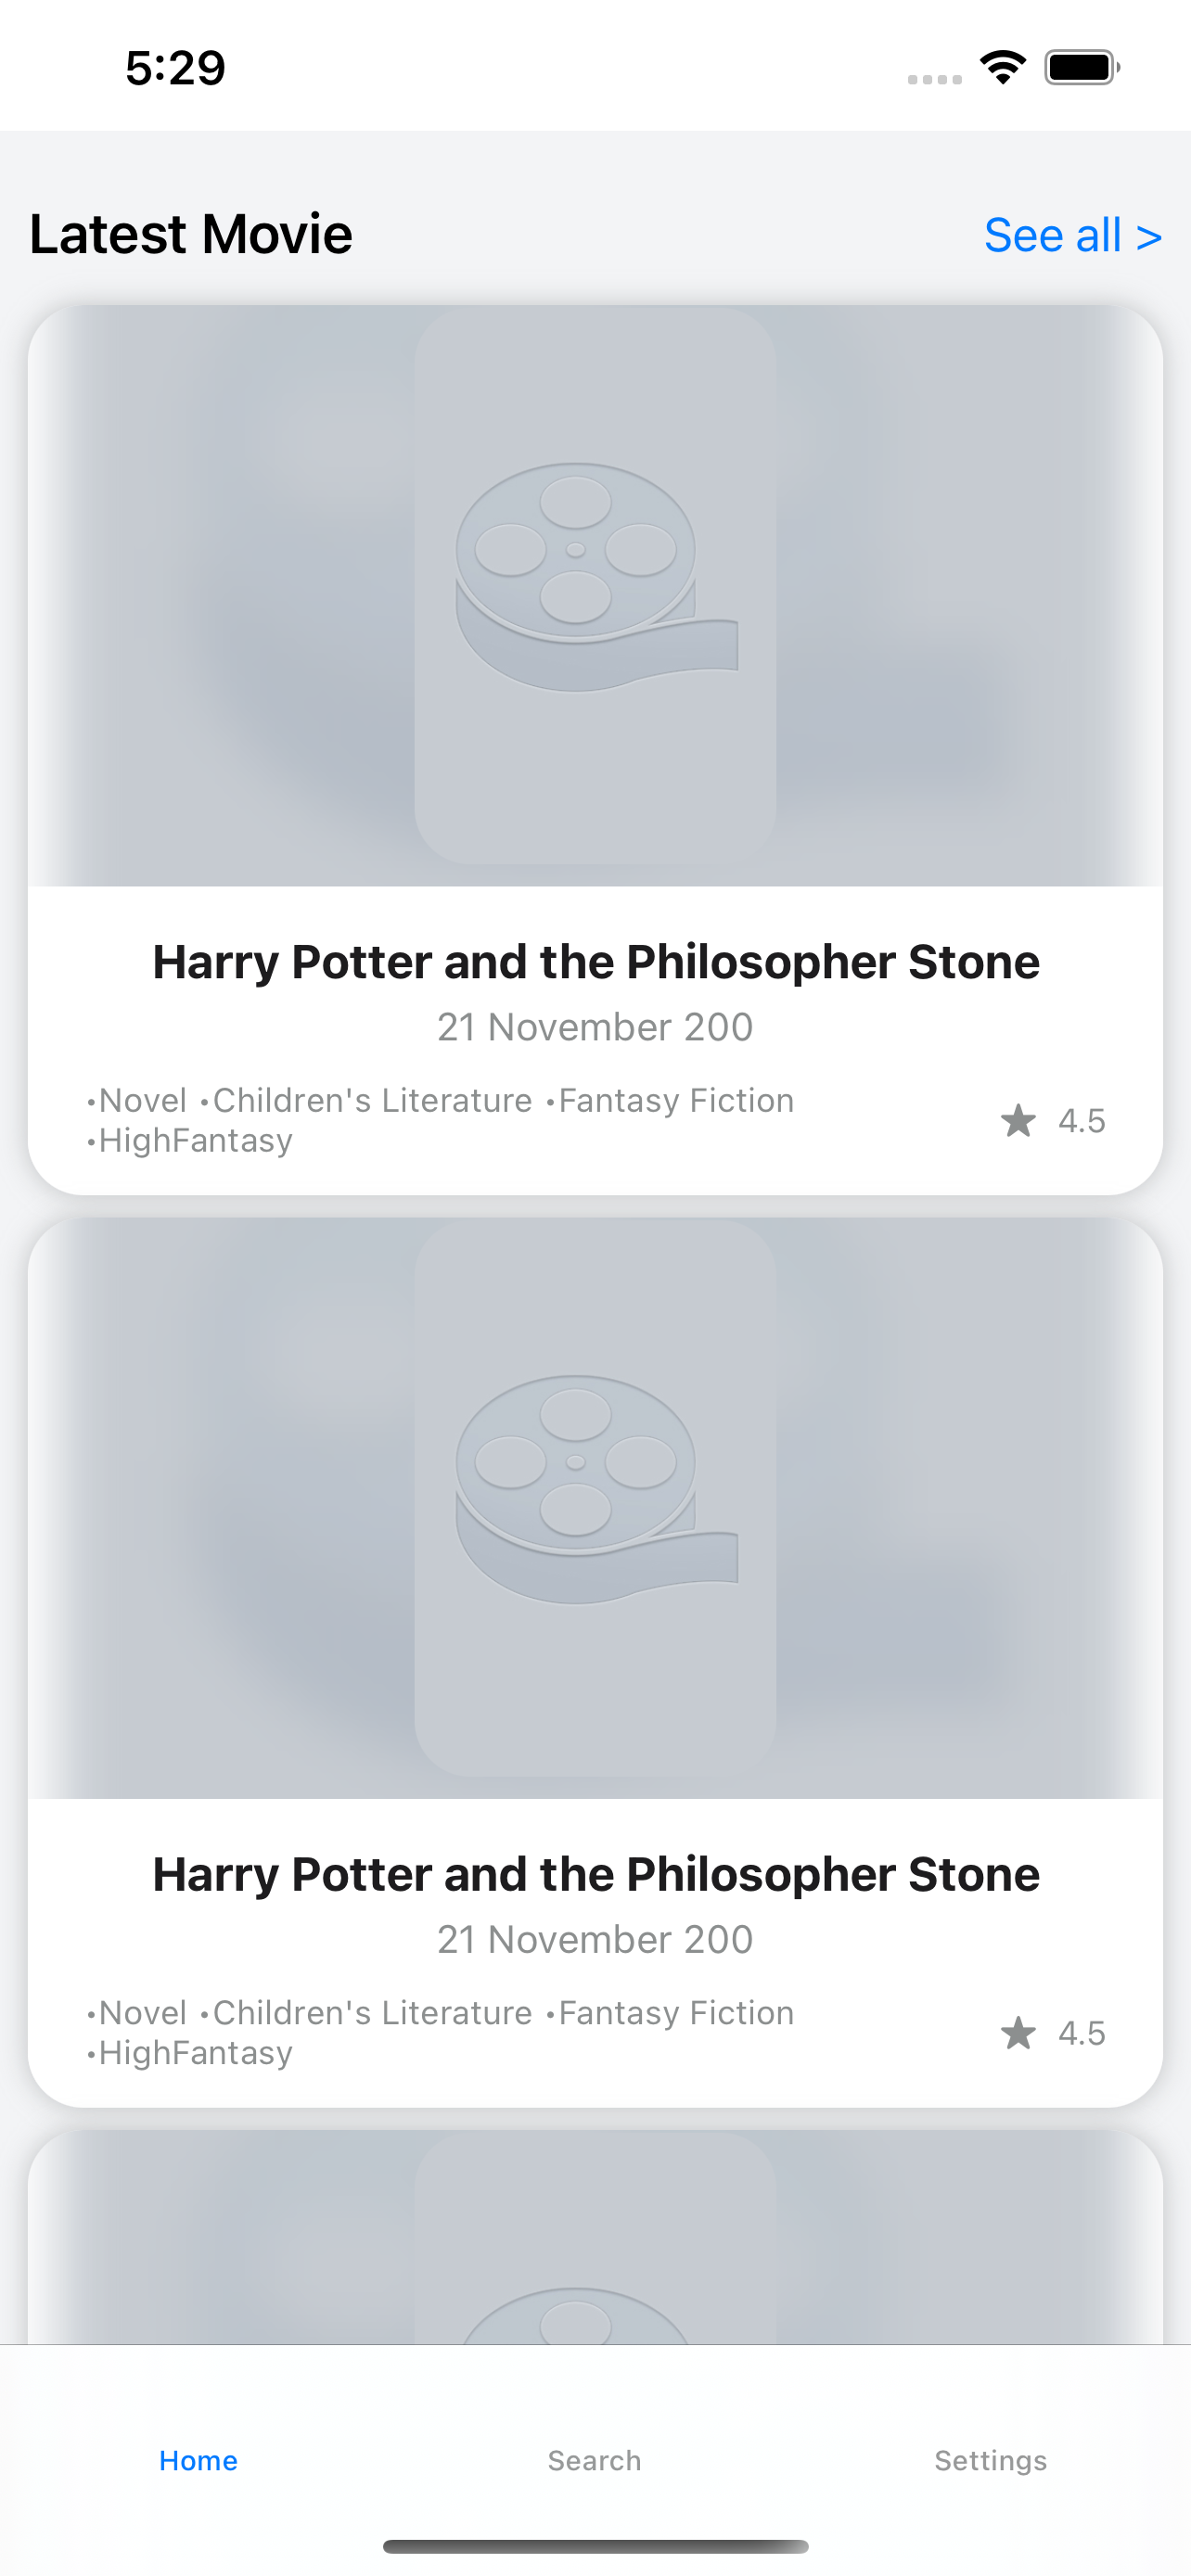 5:29
Latest Movie
See all >
Harry Potter and the Philosopher Stone
21 November 200
•Novel •Children's Literature •Fantasy Fiction
•HighFantasy
4.5
Harry Potter and the Philosopher Stone
21 November 200
•Novel •Children's Literature •Fantasy Fiction
•HighFantasy
4.5
Home
Search
Settings